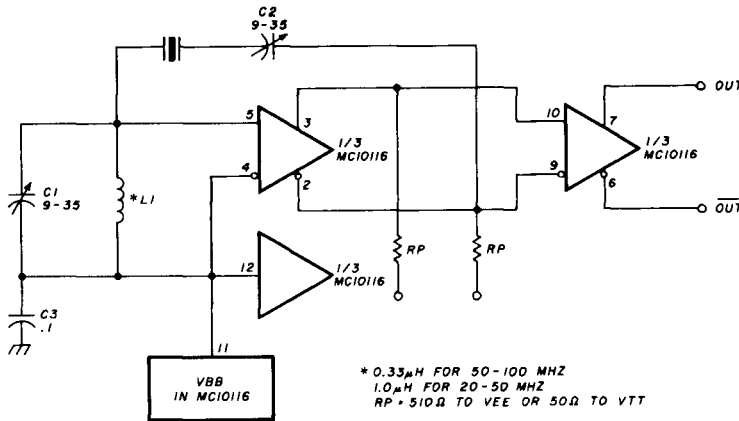 C2
9-35
5
3
1/3
MC10116
4
2
10
7
1/3
MC10116
9
6
OUT
OUT
C1
9-35
* L1
RP
RP
12
1/3
MC10116
C3
.1
11
VBB
IN MC10116
* 0.33µH FOR 50-100 MHZ
1.0µH FOR 20-50 MHZ
RP = 510Ω TO VEE OR 50Ω TO VTT